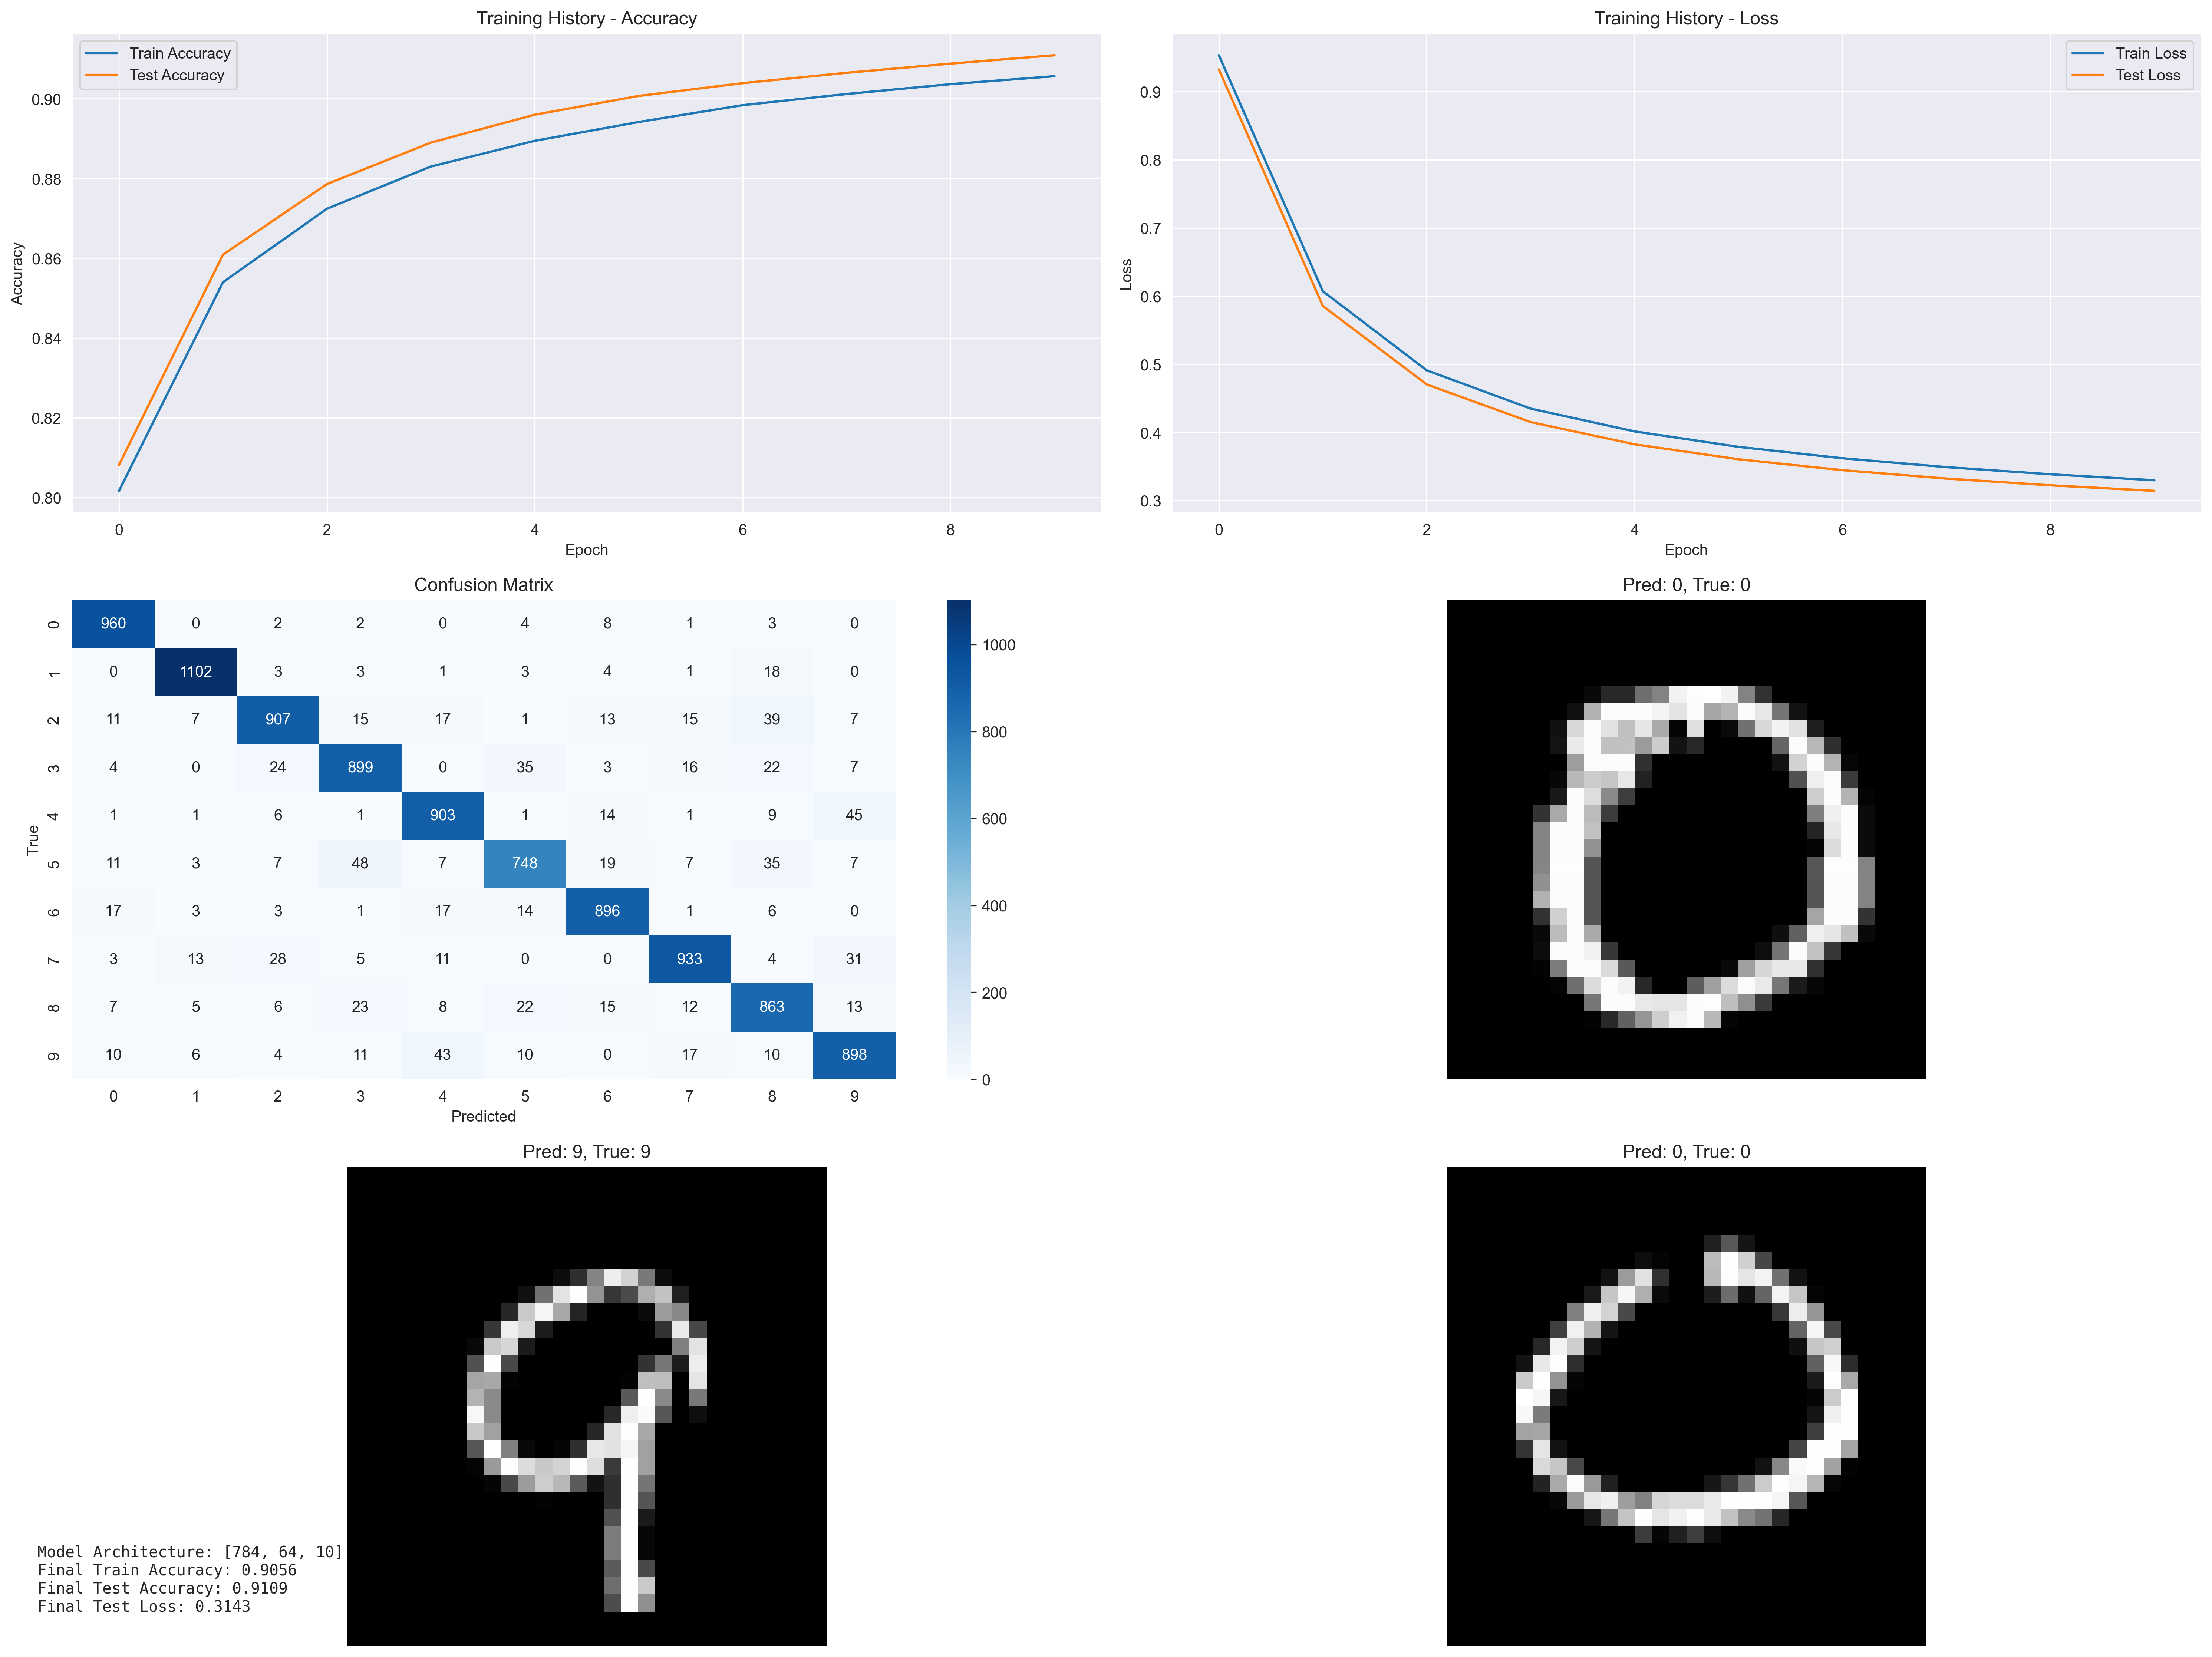 Training History - Accuracy
Train Accuracy
Test Accuracy
0.90
0.88
0.86
0.84
0.82
0.80
Accuracy
0 2 4 6 8
Epoch
Training History - Loss
Train Loss
Test Loss
0.9
0.8
0.7
0.6
0.5
0.4
0.3
Loss
0 2 4 6 8
Epoch
Confusion Matrix
True
0 960 0 2 2 0 4 8 1 3 0
1 0 1102 3 3 1 3 4 1 18 0
2 11 7 907 15 17 1 13 15 39 7
3 4 0 24 899 0 35 3 16 22 7
4 1 1 6 1 903 1 14 1 9 45
5 11 3 7 48 7 748 19 7 35 7
6 17 3 3 1 17 14 896 1 6 0
7 3 13 28 5 11 0 0 933 4 31
8 7 5 6 23 8 22 15 12 863 13
9 10 6 4 11 43 10 0 17 10 898
0 1 2 3 4 5 6 7 8 9
Predicted
1000
800
600
400
200
0
Pred: 0, True: 0
Pred: 9, True: 9
9
Model Architecture: [784, 64, 10]
Final Train Accuracy: 0.9056
Final Test Accuracy: 0.9109
Final Test Loss: 0.3143
Pred: 0, True: 0